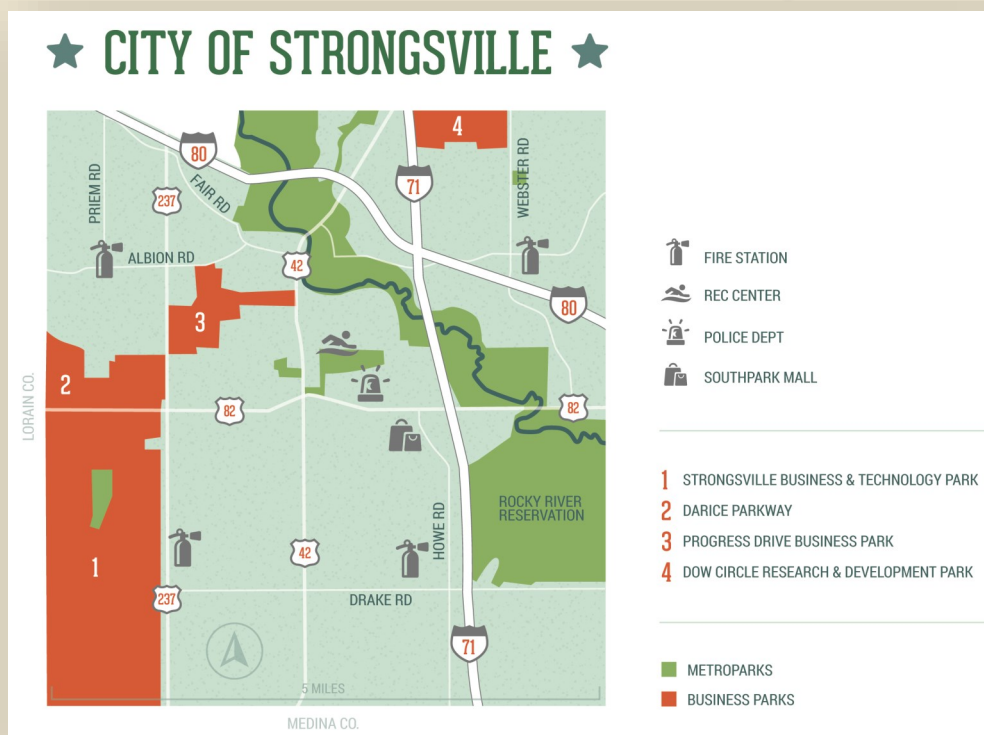 CITY OF STRONGSVILLE
4
80
71
WEBSTER RD
PRIEM RD
237
FAIR RD
ALBION RD
42
80
3
2
82
82
LORAIN CO.
ROCKY RIVER
RESERVATION
HOWE RD
1
42
237
DRAKE RD
71
5 MILES
MEDINA CO.
FIRE STATION
REC CENTER
POLICE DEPT
SOUTHPARK MALL
1 STRONGSVILLE BUSINESS & TECHNOLOGY PARK
2 DARICE PARKWAY
3 PROGRESS DRIVE BUSINESS PARK
4 DOW CIRCLE RESEARCH & DEVELOPMENT PARK
METROPARKS
BUSINESS PARKS